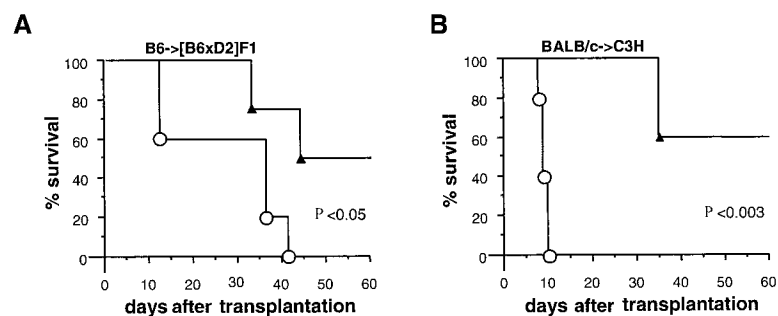 A
B6->[B6xD2]F1
% survival
100
80
60
40
20
0
P <0.05
0 10 20 30 40 50 60
days after transplantation
B
BALB/c->C3H
% survival
100
80
60
40
20
0
P <0.003
0 10 20 30 40 50 60
days after transplantation